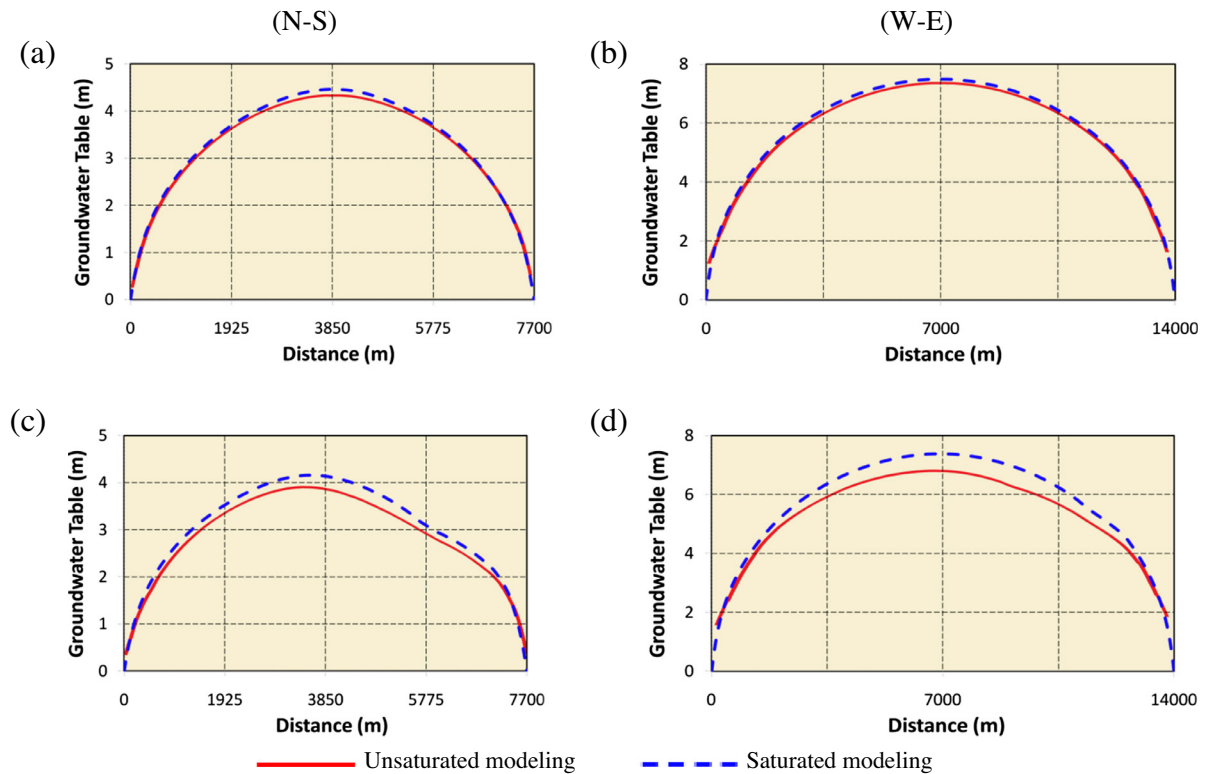 (N-S)
(W-E)
(a)
Groundwater Table (m)
5
4
3
2
1
0
0 1925 3850 5775 7700
Distance (m)
(b)
Groundwater Table (m)
8
6
4
2
0
0 7000 14000
Distance (m)
(c)
Groundwater Table (m)
5
4
3
2
1
0
0 1925 3850 5775 7700
Distance (m)
(d)
Groundwater Table (m)
8
6
4
2
0
0 7000 14000
Distance (m)
Unsaturated modeling
Saturated modeling